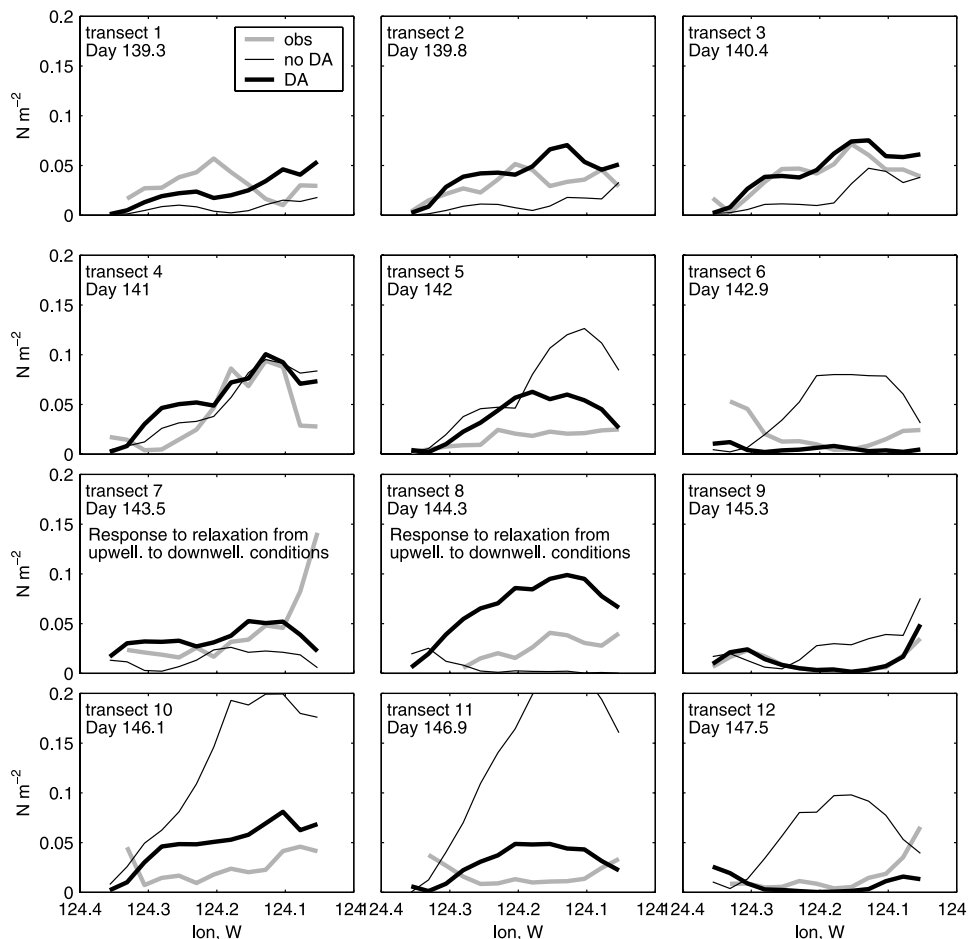 0.2
0.15
0.1
0.05
0
N m⁻²
transect 1
Day 139.3
obs
no DA
DA
transect 2
Day 139.8
transect 3
Day 140.4
0.2
0.15
0.1
0.05
0
N m⁻²
transect 4
Day 141
transect 5
Day 142
transect 6
Day 142.9
0.2
0.15
0.1
0.05
0
N m⁻²
transect 7
Day 143.5
Response to relaxation from
upwell. to downwell. conditions
transect 8
Day 144.3
Response to relaxation from
upwell. to downwell. conditions
transect 9
Day 145.3
0.2
0.15
0.1
0.05
0
N m⁻²
transect 10
Day 146.1
transect 11
Day 146.9
transect 12
Day 147.5
124.4 124.3 124.2 124.1 124
124.4 124.3 124.2 124.1 124
124.4 124.3 124.2 124.1 124
lon, W
lon, W
lon, W